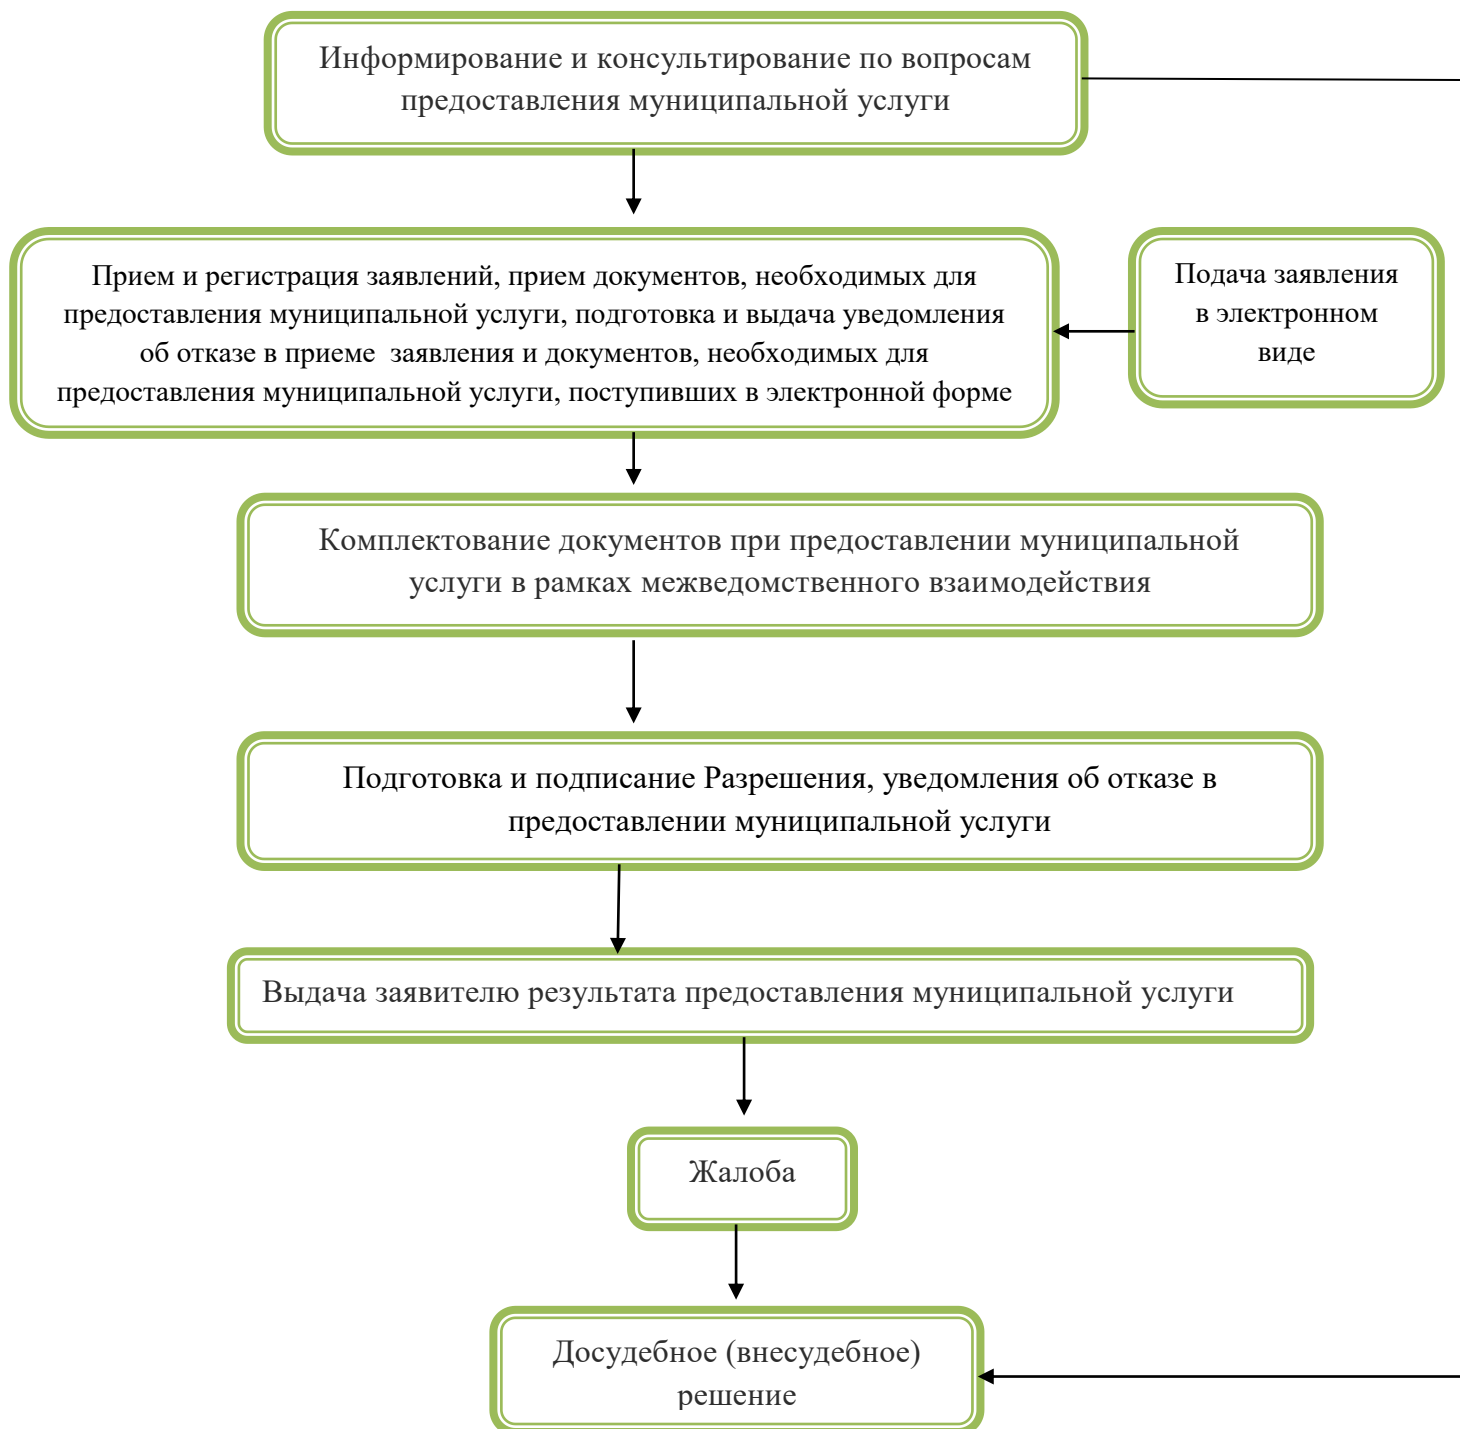 Информирование и консультирование по вопросам
предоставления муниципальной услуги
Прием и регистрация заявлений, прием документов, необходимых для
предоставления муниципальной услуги, подготовка и выдача уведомления
об отказе в приеме заявления и документов, необходимых для
предоставления муниципальной услуги, поступивших в электронной форме
Подача заявления
в электронном
виде
Комплектование документов при предоставлении муниципальной
услуги в рамках межведомственного взаимодействия
Подготовка и подписание Разрешения, уведомления об отказе в
предоставлении муниципальной услуги
Выдача заявителю результата предоставления муниципальной услуги
Жалоба
Досудебное (внесудебное)
решение